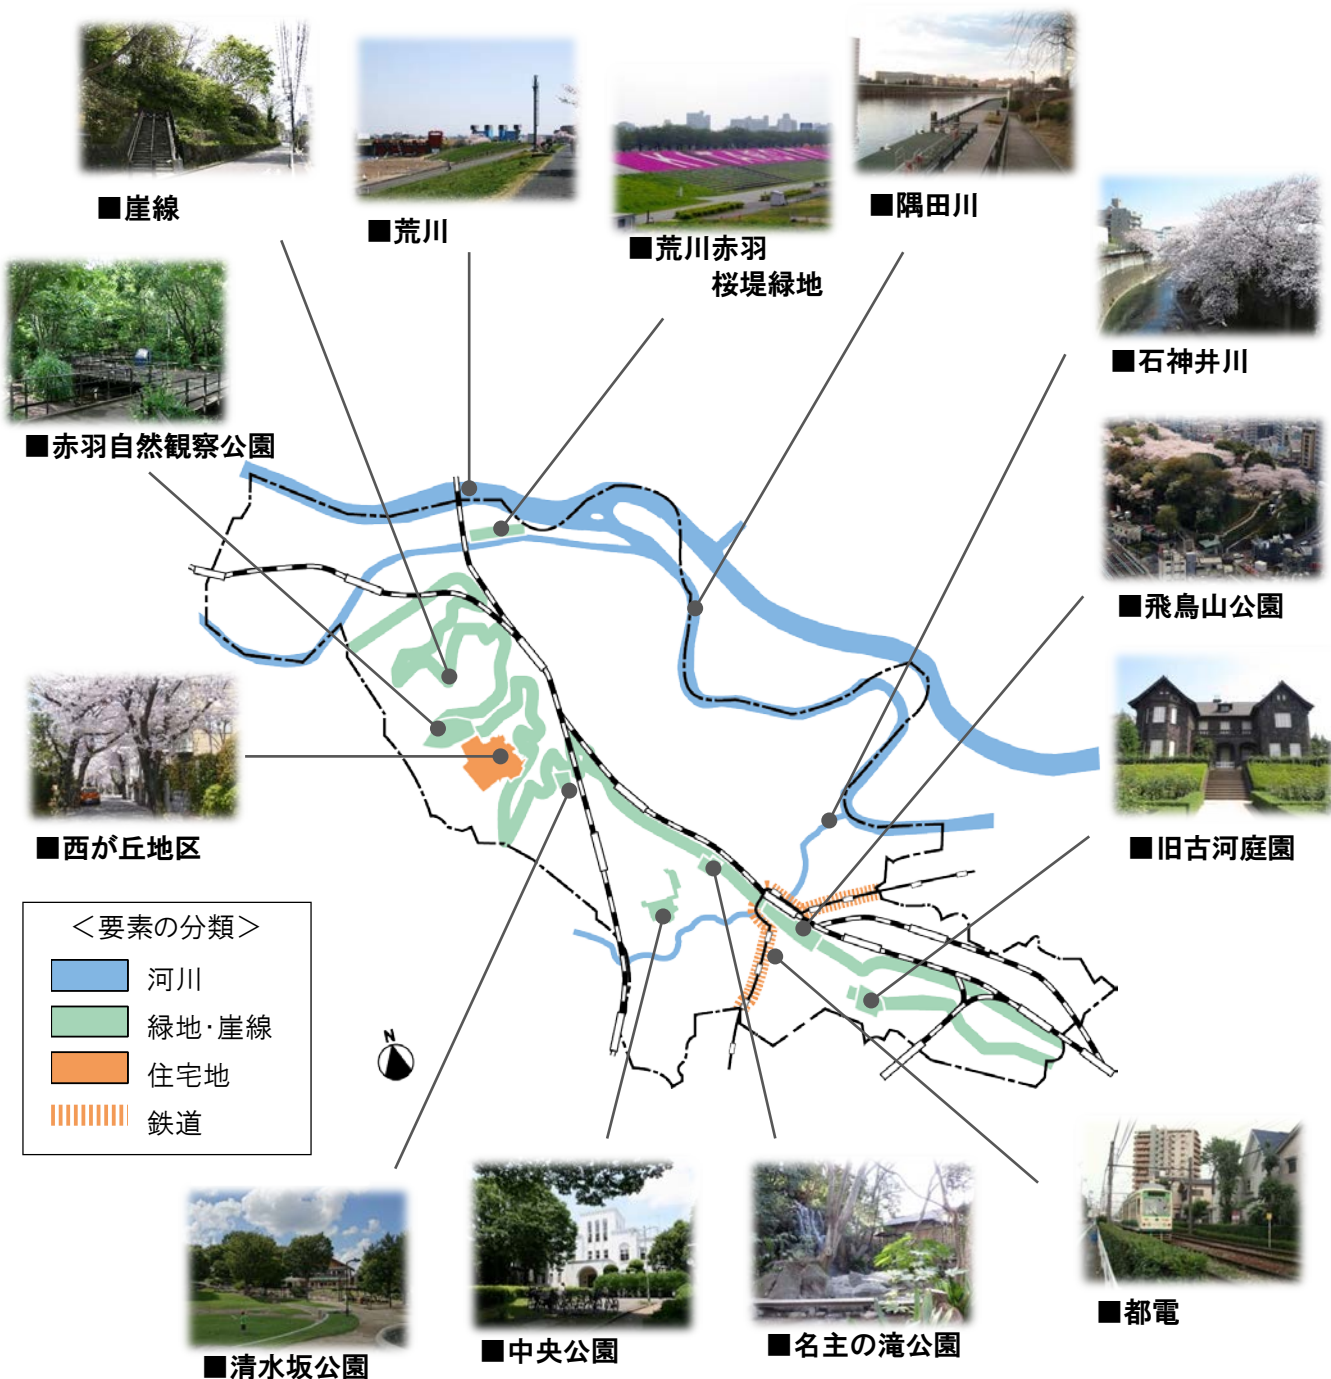 ■崖線
■荒川
■荒川赤羽
桜堤緑地
■隅田川
■石神井川
■赤羽自然観察公園
■飛鳥山公園
■西が丘地区
■旧古河庭園
＜要素の分類＞
河川
緑地・崖線
住宅地
鉄道
N
■清水坂公園
■中央公園
■名主の滝公園
■都電